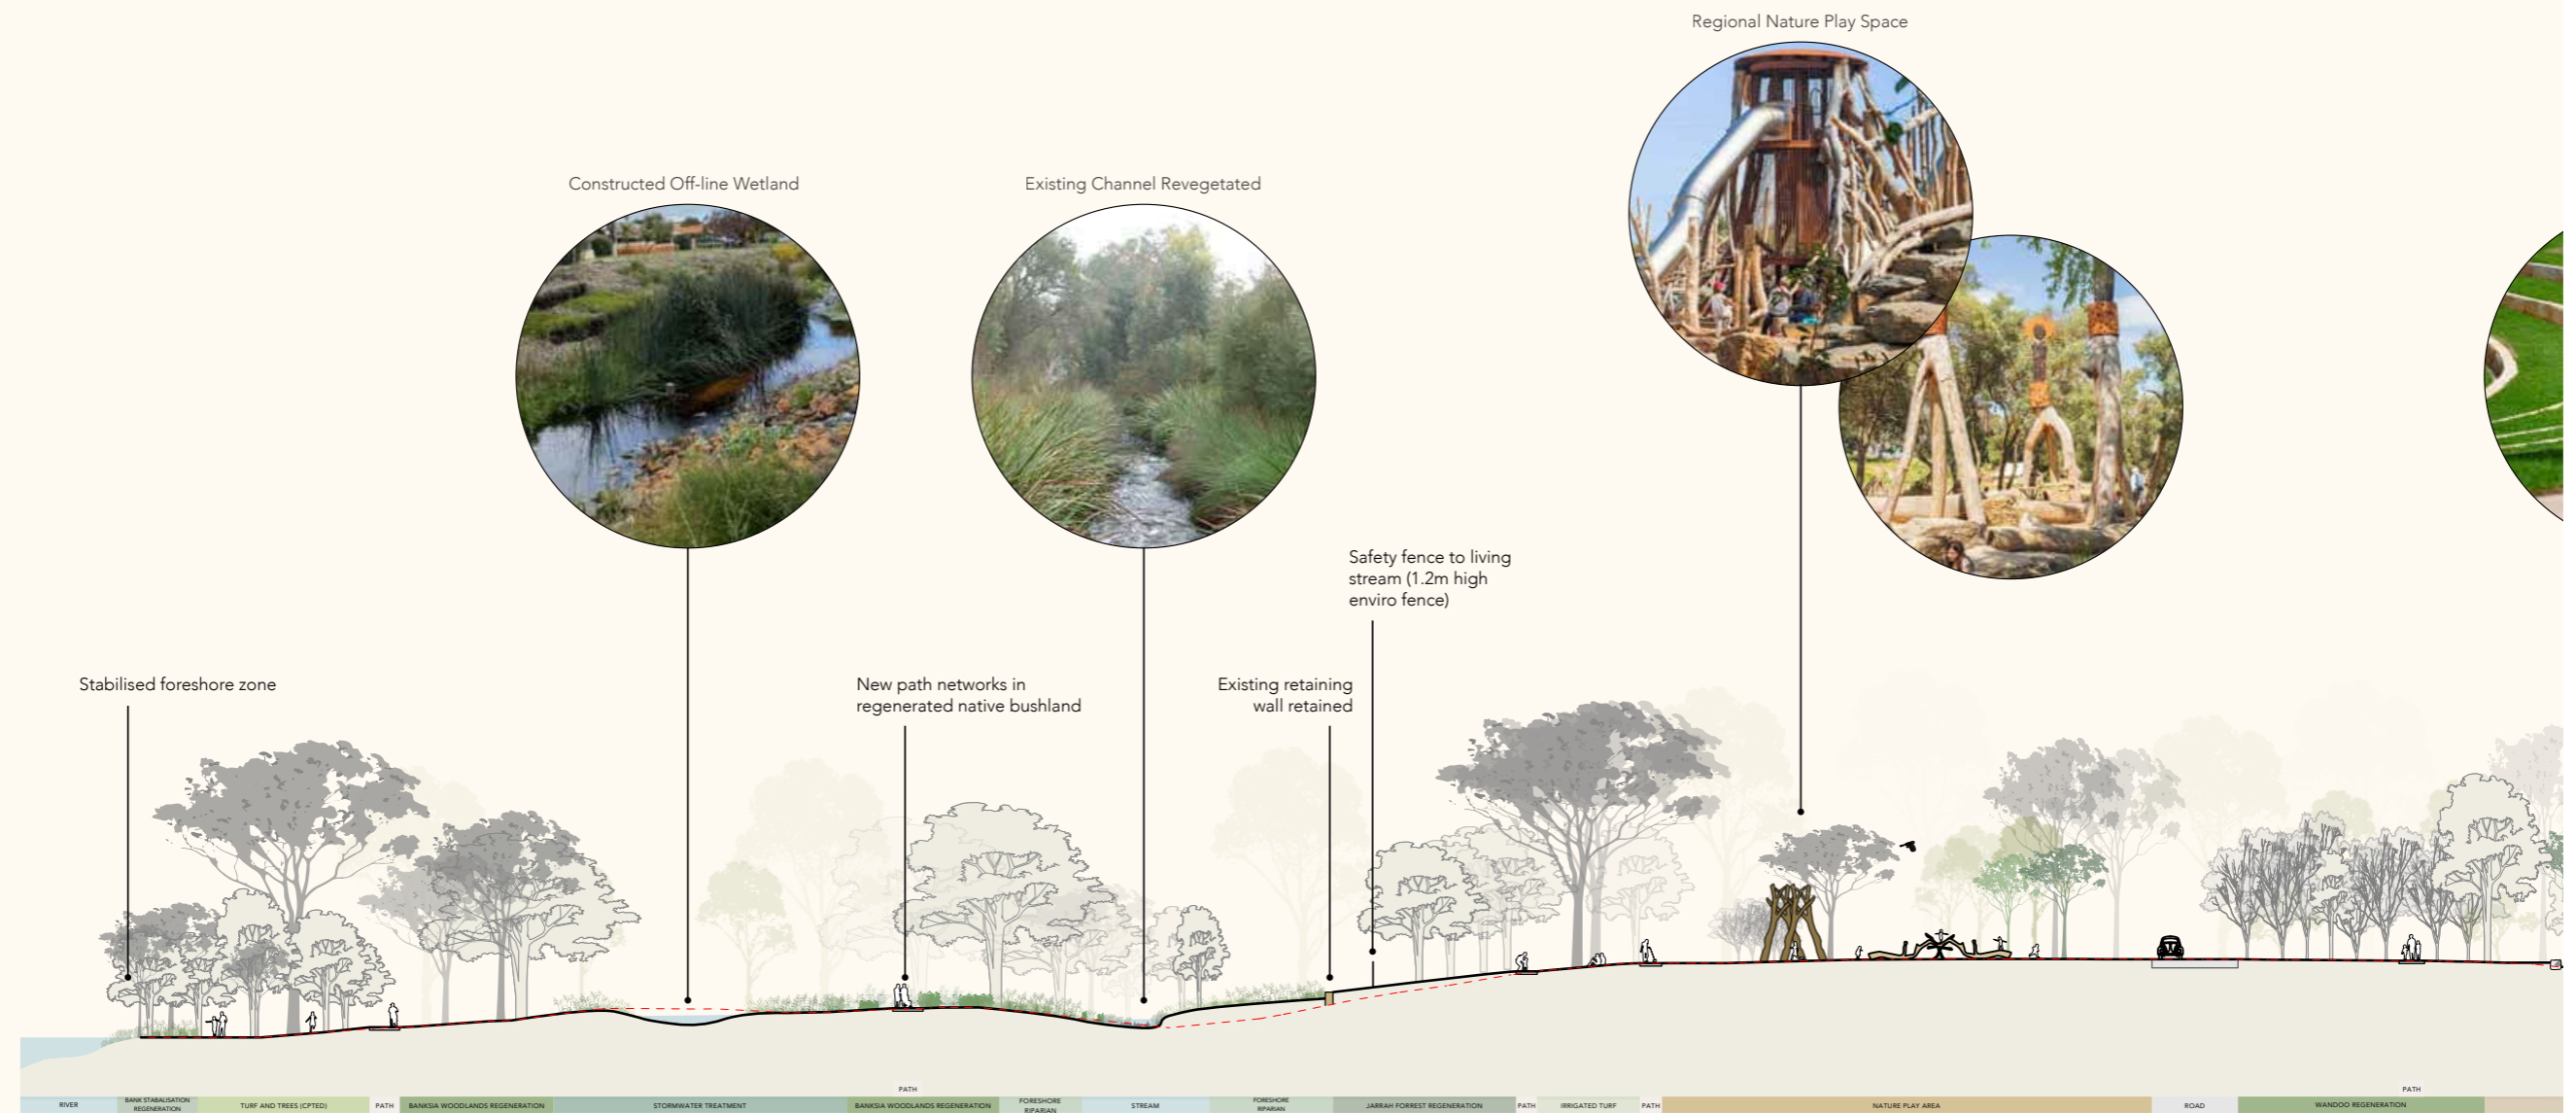 Regional Nature Play Space
Constructed Off-line Wetland
Existing Channel Revegetated
Safety fence to living
stream (1.2m high
enviro fence)
Stabilised foreshore zone
New path networks in
regenerated native bushland
Existing retaining
wall retained
PATH
PATH
RIVER
BANK STABALISATION
REGENERATION
TURF AND TREES (CPTED)
PATH
BANKSIA WOODLANDS REGENERATION
STORMWATER TREATMENT
BANKSIA WOODLANDS REGENERATION
FORESHORE
RIPARIAN
STREAM
FORESHORE
RIPARIAN
JARRAH FORREST REGENERATION
PATH
IRRIGATED TURF
PATH
NATURE PLAY AREA
ROAD
WANDOO REGENERATION